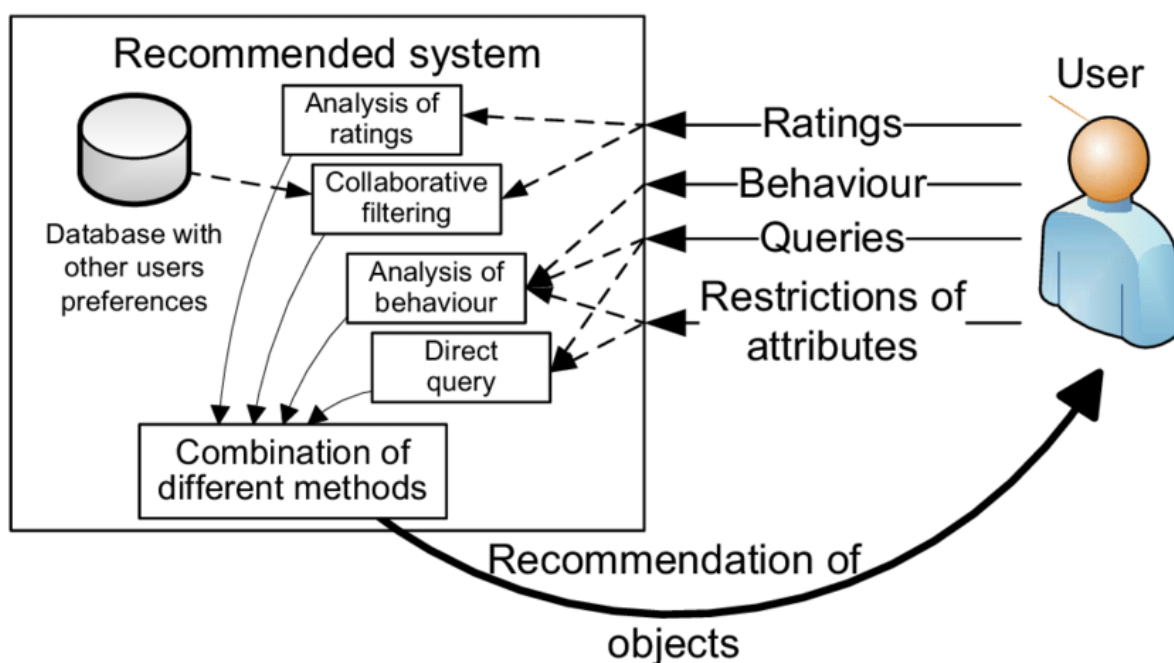 Recommended system
User
Analysis of
ratings
Collaborative
filtering
Database with
other users
preferences
Analysis of
behaviour
Direct
query
Combination of
different methods
Ratings
Behaviour
Queries
Restrictions of
attributes
Recommendation of
objects